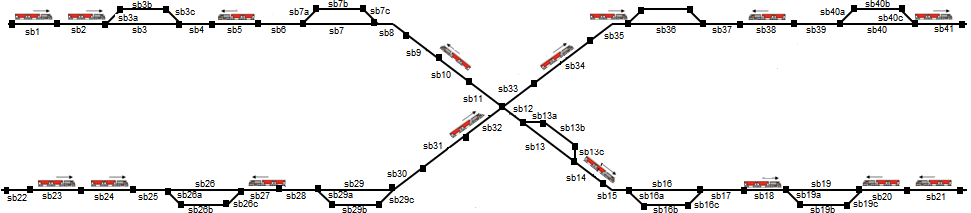 sb3b sb3c sb7b sb40b
sb3a sb7a sb7c sb40a sb40c
sb1 sb2 sb3 sb4 sb5 sb6 sb7 sb8 sb35 sb36 sb37 sb38 sb39 sb40 sb41
sb9
sb10 sb34
sb11 sb33
sb12 sb13a
sb32 sb13b
sb31 sb13 sb13c
sb14
sb30
sb26 sb29 sb15 sb16 sb19
sb22 sb23 sb24 sb25 sb26a sb27 sb28 sb29a sb29c sb16a sb17 sb18 sb19a sb20 sb21
sb26b sb26c sb29b sb16b sb16c sb19b sb19c